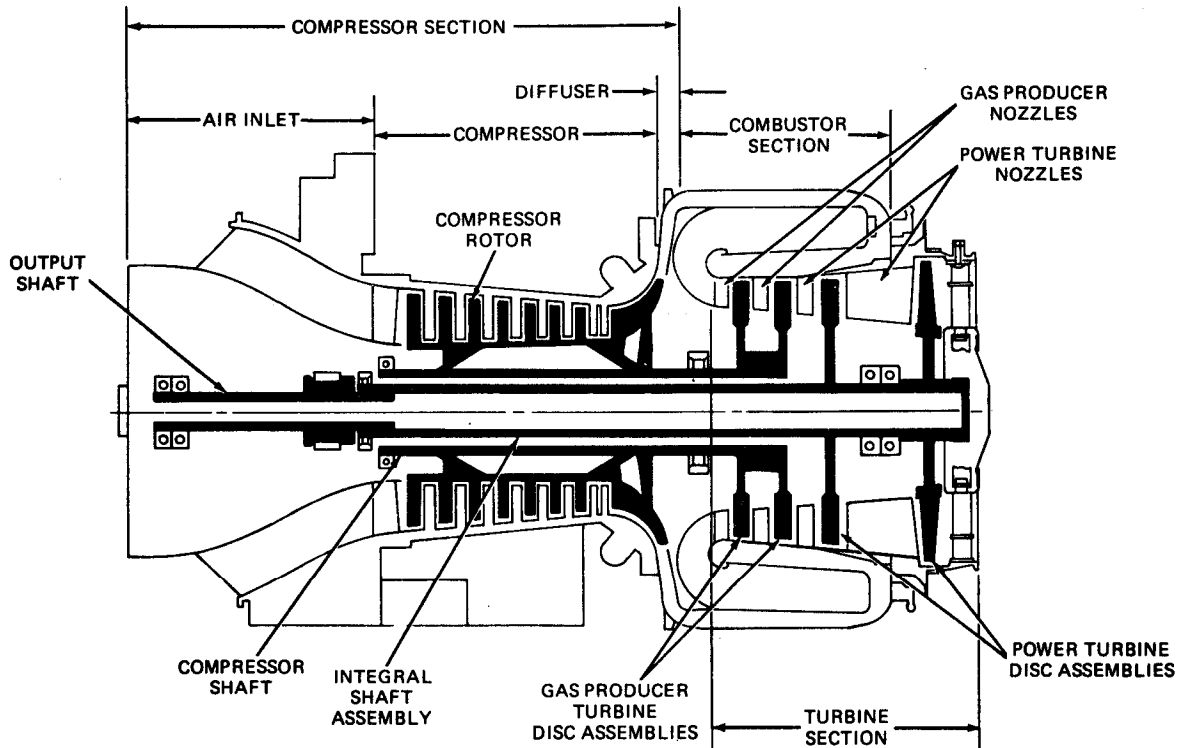 COMPRESSOR SECTION
DIFFUSER
AIR INLET
COMPRESSOR
COMBUSTOR
SECTION
GAS PRODUCER
NOZZLES
POWER TURBINE
NOZZLES
COMPRESSOR
ROTOR
OUTPUT
SHAFT
COMPRESSOR
SHAFT
INTEGRAL
SHAFT
ASSEMBLY
GAS PRODUCER
TURBINE
DISC ASSEMBLIES
TURBINE
SECTION
POWER TURBINE
DISC ASSEMBLIES